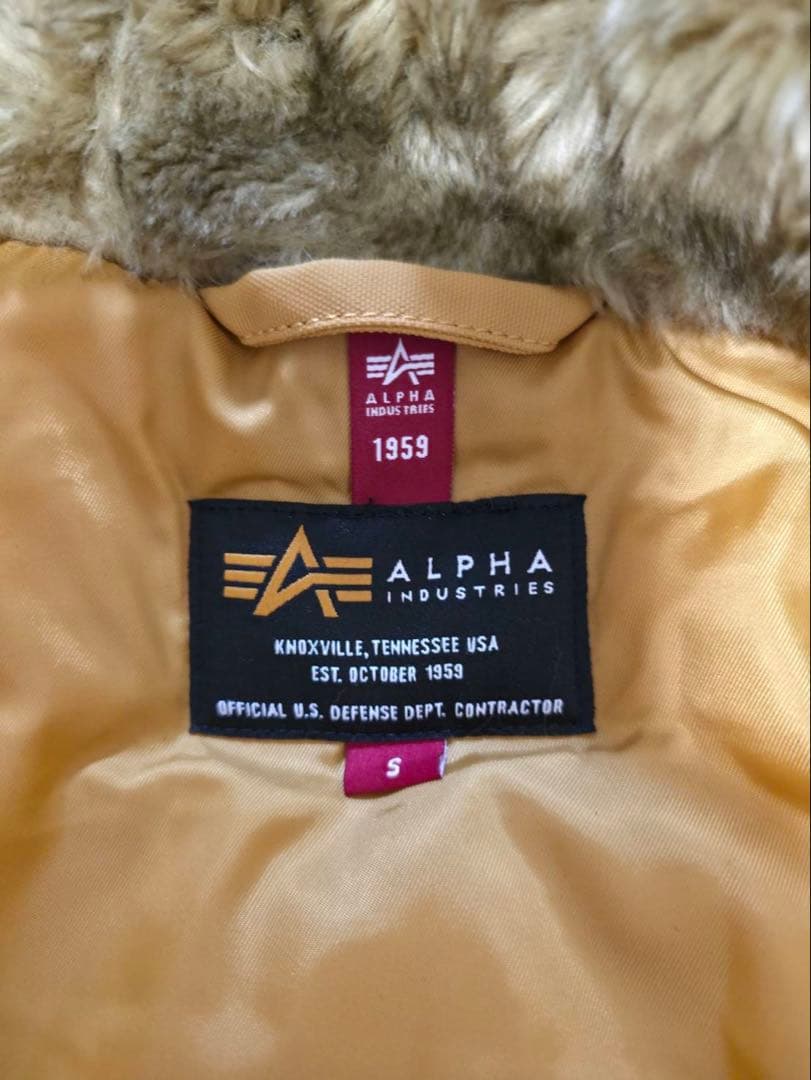 ALPHA
INDUSTRIES
1959
ALPHA
INDUSTRIES
KNOXVILLE, TENNESSEE USA
EST. OCTOBER 1959
OFFICIAL U.S. DEFENSE DEPT. CONTRACTOR
S